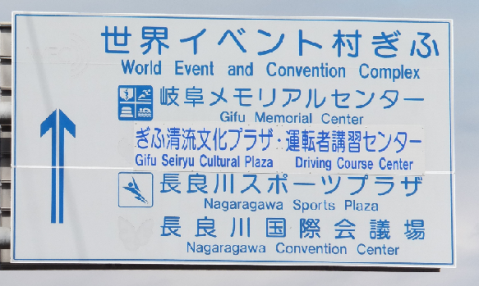 世界イベント村ぎふ
World Event and Convention Complex
岐阜メモリアルセンター
Gifu Memorial Center
ぎふ清流文化プラザ・運転者講習センター
Gifu Seiryu Cultural Plaza Driving Course Center
長良川スポーツプラザ
Nagaragawa Sports Plaza
長良川国際会議場
Nagaragawa Convention Center